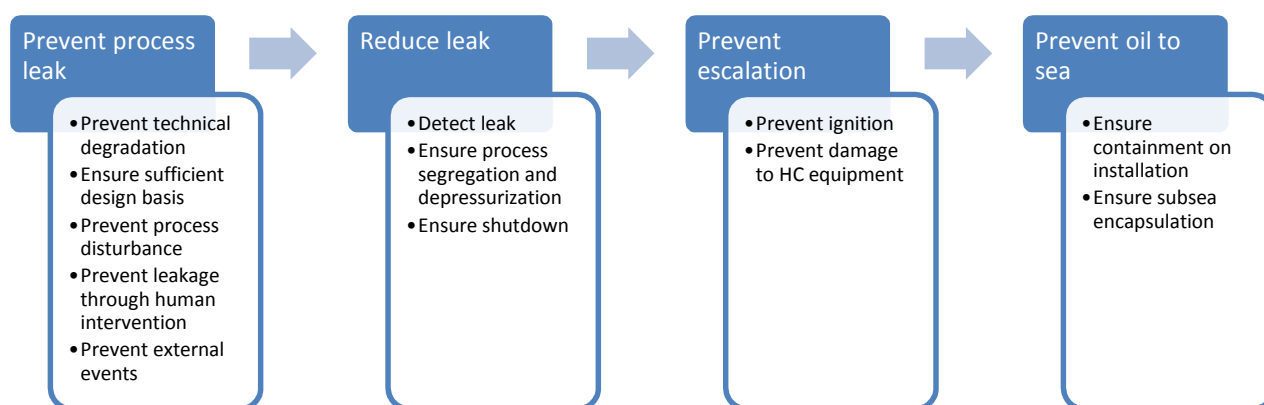 Prevent process
leak
•Prevent technical
degradation
•Ensure sufficient
design basis
•Prevent process
disturbance
•Prevent leakage
through human
intervention
•Prevent external
events
Reduce leak
•Detect leak
•Ensure process
segregation and
depressurization
•Ensure shutdown
Prevent
escalation
•Prevent ignition
•Prevent damage
to HC equipment
Prevent oil to
sea
•Ensure
containment on
installation
•Ensure subsea
encapsulation